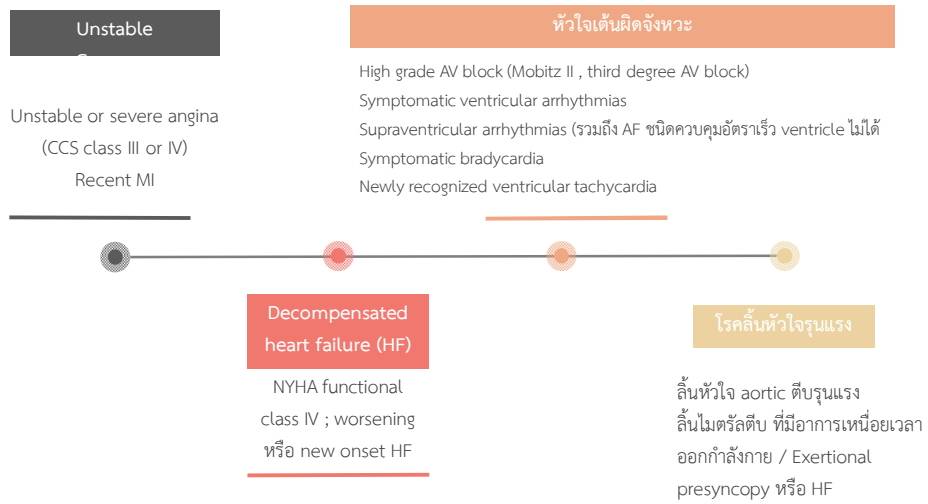 Unstable
Unstable or severe angina
(CCS class III or IV)
Recent MI
หัวใจเต้นผิดจังหวะ
High grade AV block (Mobitz II , third degree AV block)
Symptomatic ventricular arrhythmias
Supraventricular arrhythmias (รวมถึง AF ชนิดควบคุมอัตราเร็ว ventricle ไม่ได้
Symptomatic bradycardia
Newly recognized ventricular tachycardia
Decompensated
heart failure (HF)
NYHA functional
class IV ; worsening
หรือ new onset HF
โรคลิ้นหัวใจรุนแรง
ลิ้นหัวใจ aortic ตีบรุนแรง
ลิ้นไมตรัลตีบ ที่มีอาการเหนื่อยเวลา
ออกกำลังกาย / Exertional
presyncopy หรือ HF